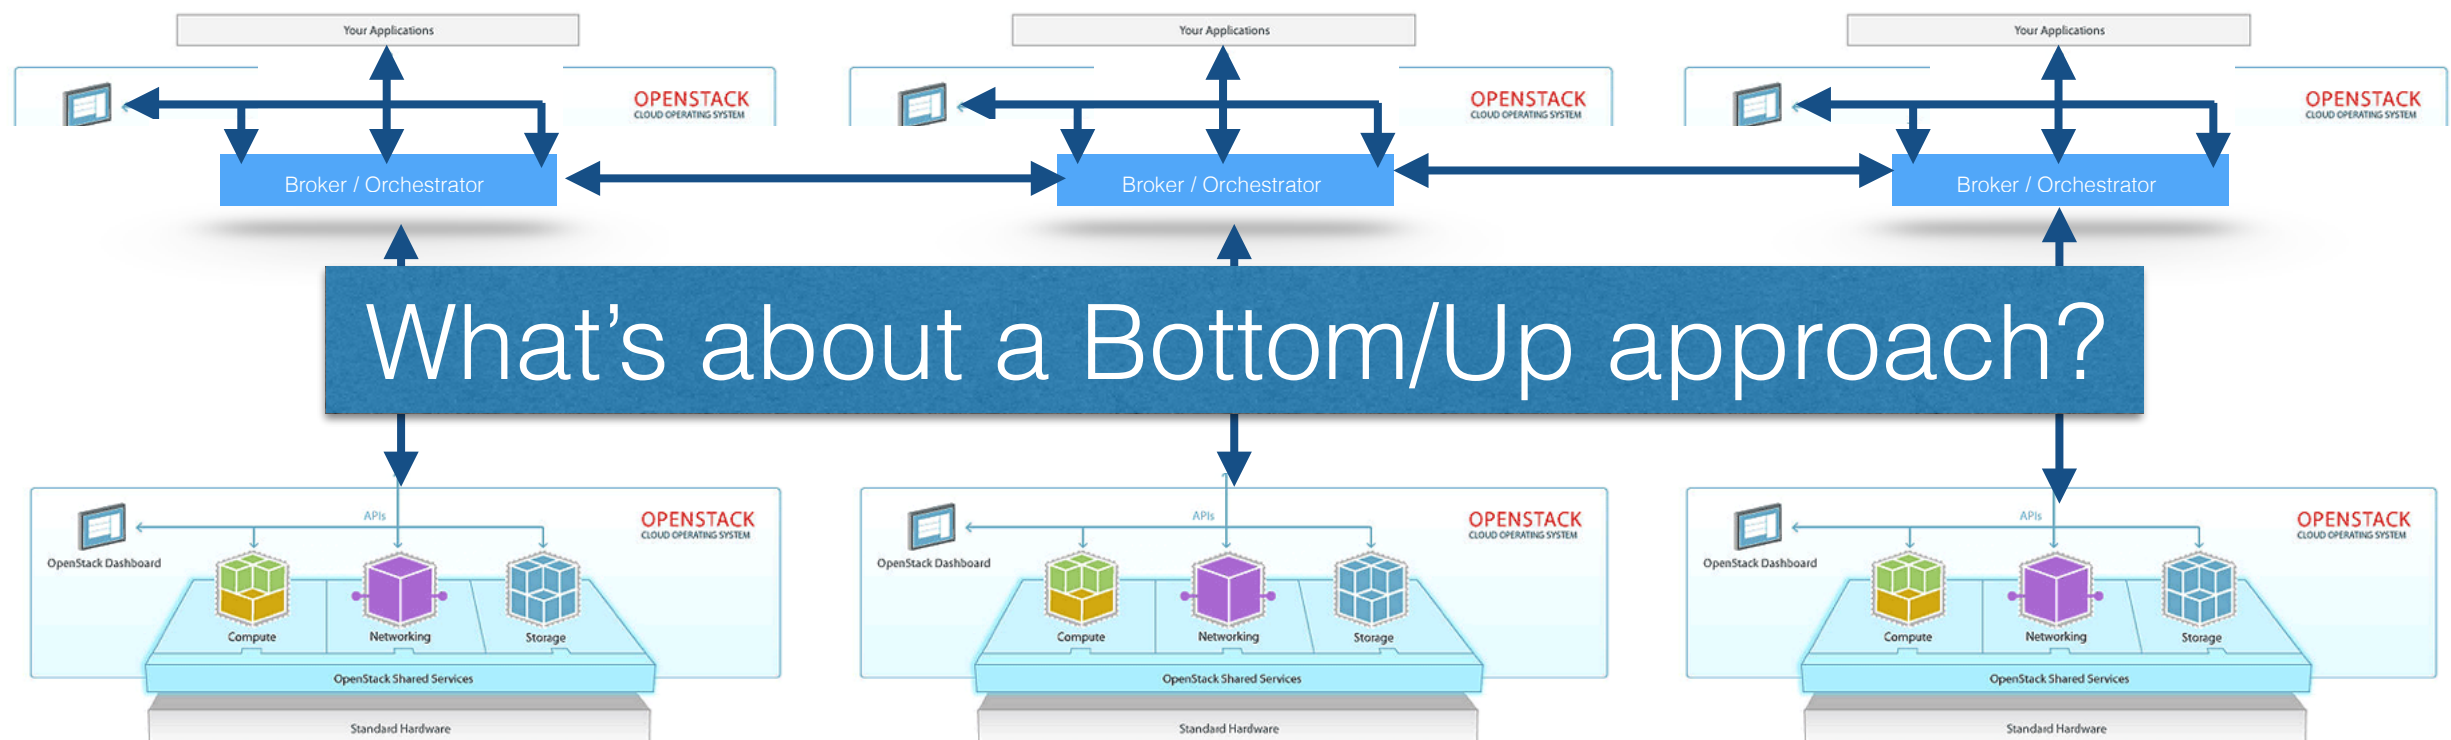 Your Applications
Your Applications
Your Applications
OPENSTACK
CLOUD OPERATING SYSTEM
OPENSTACK
CLOUD OPERATING SYSTEM
OPENSTACK
CLOUD OPERATING SYSTEM
Broker / Orchestrator
Broker / Orchestrator
Broker / Orchestrator
What’s about a Bottom/Up approach?
APIs
OPENSTACK
CLOUD OPERATING SYSTEM
OpenStack Dashboard
Compute
Networking
Storage
OpenStack Shared Services
Standard Hardware
APIs
OPENSTACK
CLOUD OPERATING SYSTEM
OpenStack Dashboard
Compute
Networking
Storage
OpenStack Shared Services
Standard Hardware
APIs
OPENSTACK
CLOUD OPERATING SYSTEM
OpenStack Dashboard
Compute
Networking
Storage
OpenStack Shared Services
Standard Hardware